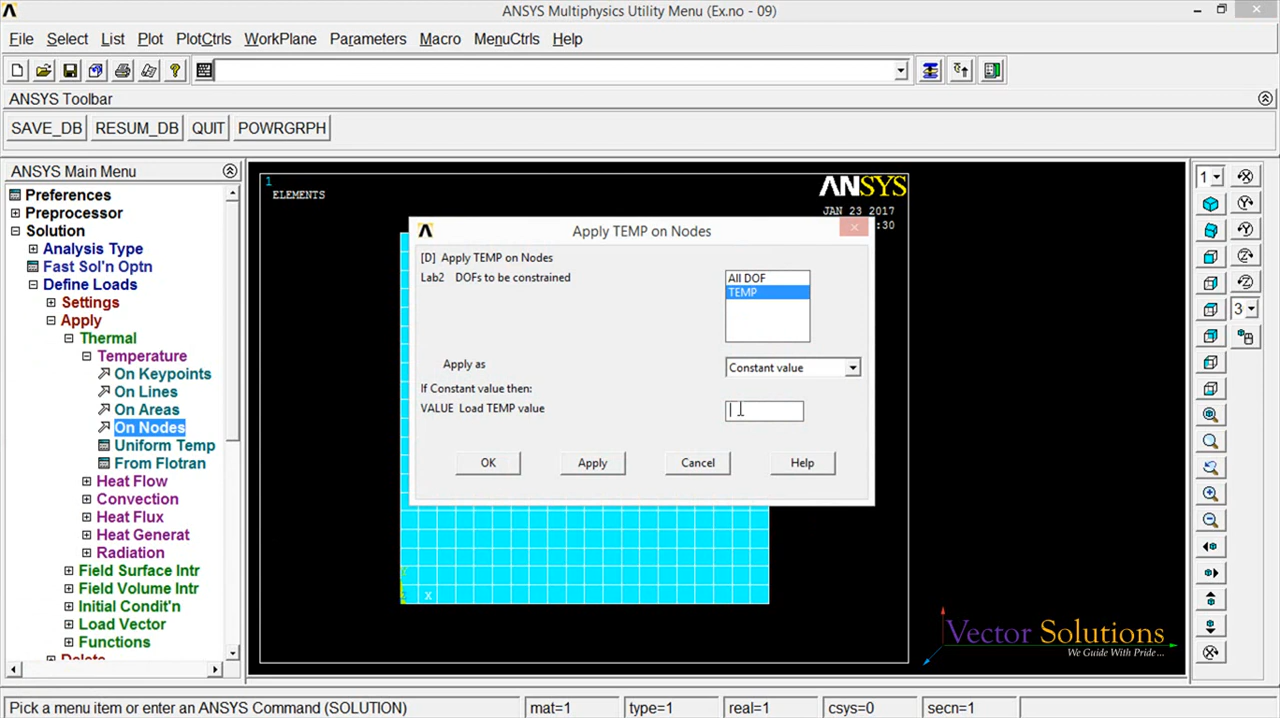 ANSYS Multiphysics Utility Menu (Ex.no - 09)
File Select List Plot PlotCtrls WorkPlane Parameters Macro MenuCtrls Help
ANSYS Toolbar
SAVE_DB RESUM_DB QUIT POWRGRPH
ANSYS Main Menu
Preferences
Preprocessor
Solution
Analysis Type
Fast Sol'n Optn
Define Loads
Settings
Apply
Thermal
Temperature
On Keypoints
On Lines
On Areas
On Nodes
Uniform Temp
From Flotran
Heat Flow
Convection
Heat Flux
Heat Generat
Radiation
Field Surface Intr
Field Volume Intr
Initial Condit'n
Load Vector
Functions
1
ELEMENTS
ANSYS
JAN 23 2017
:30
Apply TEMP on Nodes
[D] Apply TEMP on Nodes
Lab2 DOFs to be constrained
All DOF
TEMP
Apply as
Constant value
If Constant value then:
VALUE Load TEMP value
OK Apply Cancel Help
Y
X
1
3
Vector Solutions
We Guide With Pride...
Pick a menu item or enter an ANSYS Command (SOLUTION) mat=1 type=1 real=1 csys=0 secn=1